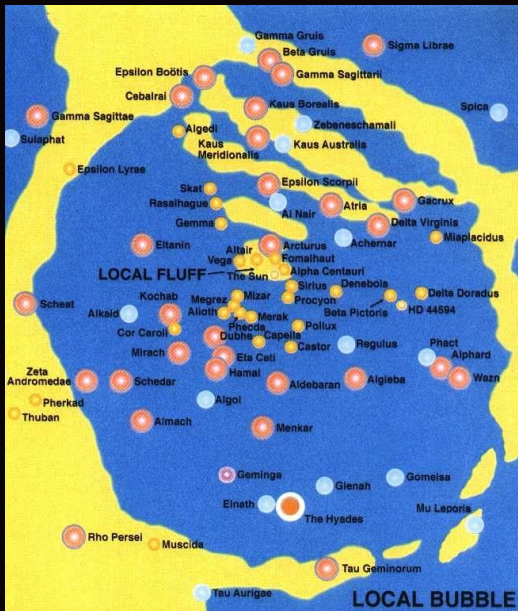 Gamma Gruis
Beta Gruis
Sigma Librae
Epsilon Boötis
Gamma Sagittarii
Cebalrai
Kaus Borealis
Spica
Gamma Sagittae
Zebeneschamali
Sulaphat
Algedi
Kaus
Meridionalis
Kaus Australis
Epsilon Lyrae
Skat
Epsilon Scorpii
Rasalhague
Al Nair
Atria
Gacrux
Gemma
Delta Virginis
Eltanin
Altair
Arcturus
Achernar
Miaplacidus
Vega
Fomalhaut
LOCAL FLUFF
The Sun
Alpha Centauri
Sirius
Denebola
Delta Doradus
Scheat
Kochab
Megrez
Mizar
Procyon
Beta Pictoris
HD 44594
Alkaid
Alioth
Merak
Phecda
Pollux
Cor Caroli
Dubhe
Capella
Mirach
Eta Ceti
Castor
Regulus
Phact
Alphard
Zeta
Andromedae
Schedar
Hamal
Aldebaran
Algieba
Wazn
Pherkad
Thuban
Algol
Almach
Menkar
Geminga
Gienah
Gomeisa
Elnath
The Hyades
Mu Leporis
Rho Persei
Muscida
Tau Geminorum
Tau Aurigae
LOCAL BUBBLE